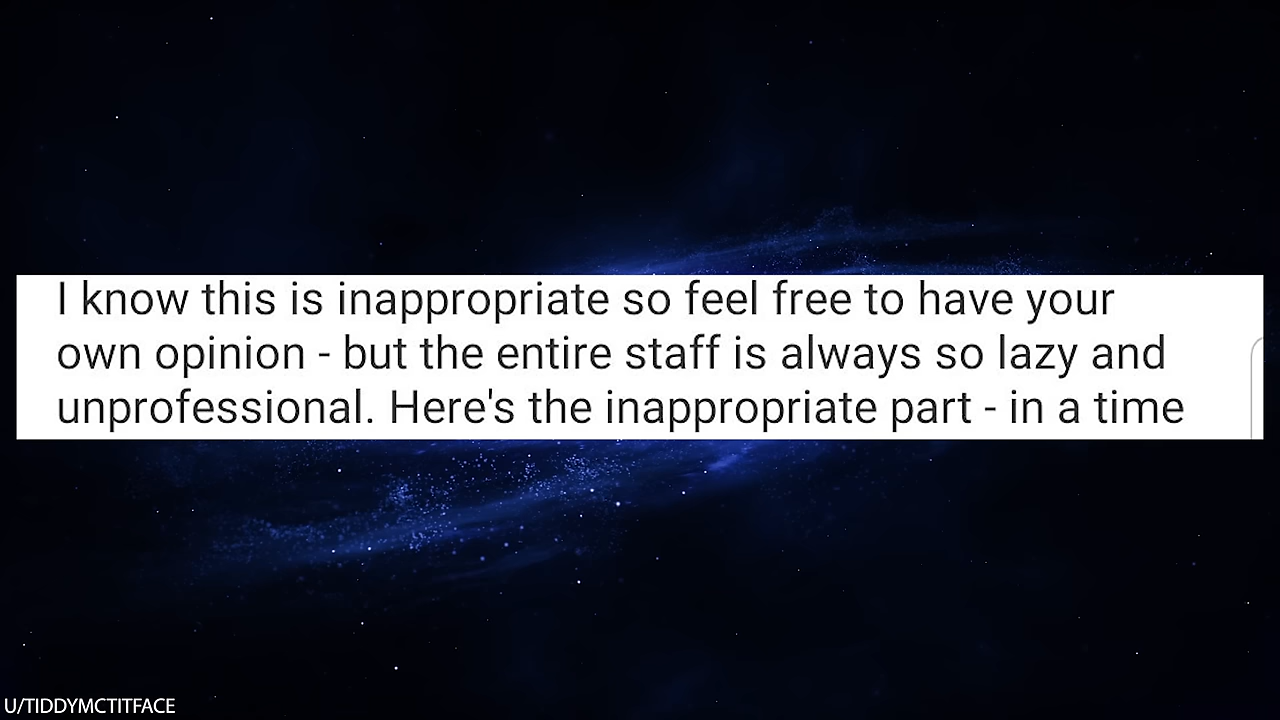 I know this is inappropriate so feel free to have your
own opinion - but the entire staff is always so lazy and
unprofessional. Here's the inappropriate part - in a time
U/TIDDYMCTITFACE